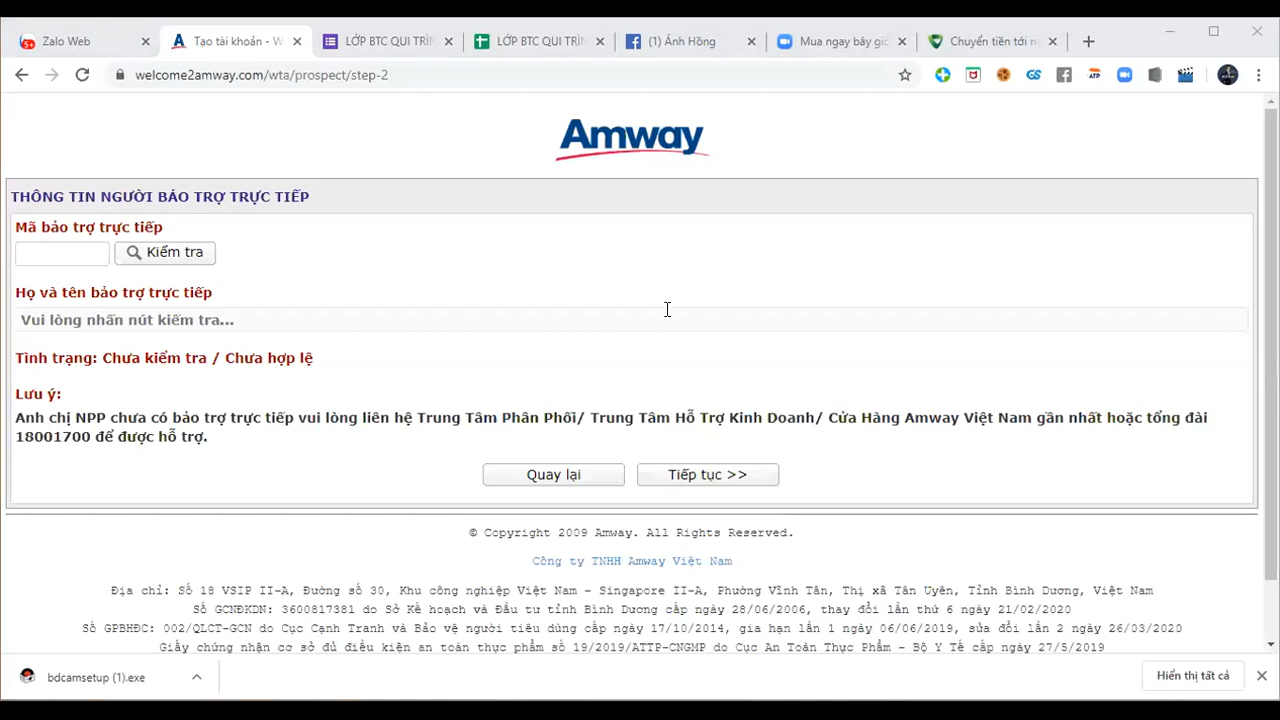 Zalo Web
Tạo tài khoản - W
LỚP BTC QUI TRÌN
LỚP BTC QUI TRÌN
(1) Ánh Hồng
Mua ngay bây giờ
Chuyển tiền tới n
welcome2amway.com/wta/prospect/step-2
Amway
THÔNG TIN NGƯỜI BẢO TRỢ TRỰC TIẾP
Mã bảo trợ trực tiếp
Kiểm tra
Họ và tên bảo trợ trực tiếp
Vui lòng nhấn nút kiểm tra...
Tình trạng: Chưa kiểm tra / Chưa hợp lệ
Lưu ý:
Anh chị NPP chưa có bảo trợ trực tiếp vui lòng liên hệ Trung Tâm Phân Phối/ Trung Tâm Hỗ Trợ Kinh Doanh/ Cửa Hàng Amway Việt Nam gần nhất hoặc tổng đài
18001700 để được hỗ trợ.
Quay lại
Tiếp tục >>
© Copyright 2009 Amway. All Rights Reserved.
Công ty TNHH Amway Việt Nam
Địa chỉ: Số 18 VSIP II-A, Đường số 30, Khu công nghiệp Việt Nam - Singapore II-A, Phường Vĩnh Tân, Thị xã Tân Uyên, Tỉnh Bình Dương, Việt Nam
Số GCNĐKDN: 3600817381 do Sở Kế hoạch và Đầu tư tỉnh Bình Dương cấp ngày 28/06/2006, thay đổi lần thứ 6 ngày 21/02/2020
Số GPBHĐC: 002/QLCT-GCN do Cục Cạnh Tranh và Bảo vệ người tiêu dùng cấp ngày 17/10/2014, gia hạn lần 1 ngày 06/06/2019, sửa đổi lần 2 ngày 26/03/2020
Giấy chứng nhận cơ sở đủ điều kiện an toàn thực phẩm số 19/2019/ATTP-CNGMP do Cục An Toàn Thực Phẩm - Bộ Y Tế cấp ngày 27/5/2019
bdcamsetup (1).exe
Hiển thị tất cả